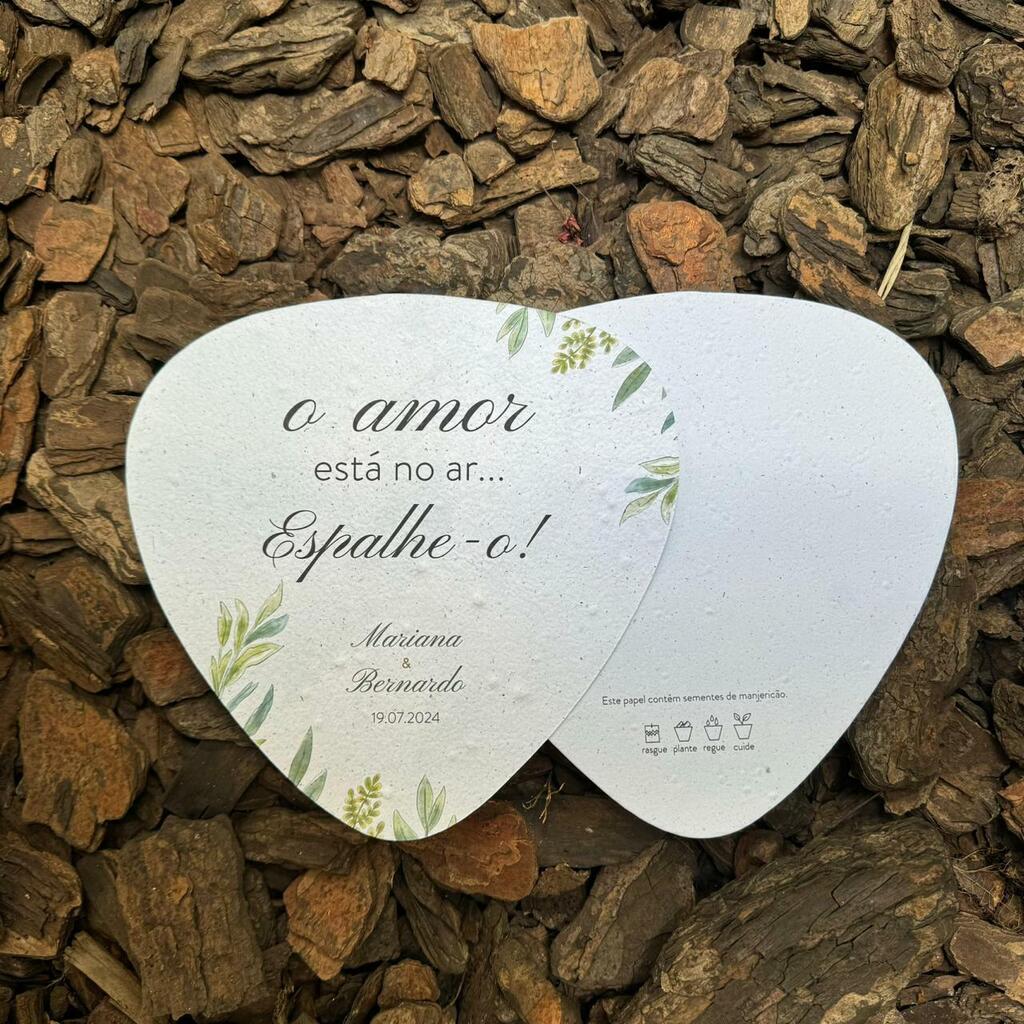 o amor
está no ar...
Espalhe-o!
Mariana
&
Bernardo
19.07.2024
Este papel contém sementes de manjericão.
rasgue plante regue cuide